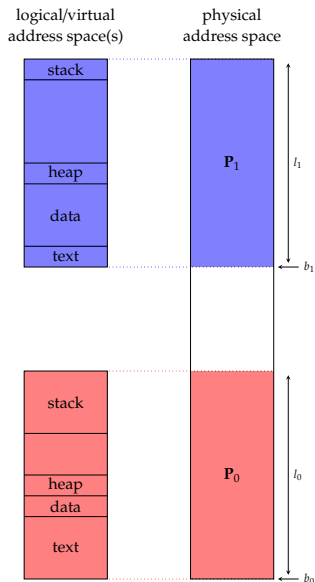 logical/virtual
address space(s)
physical
address space
stack
heap
data
text
P1
l1
b1
stack
heap
data
text
P0
l0
b0